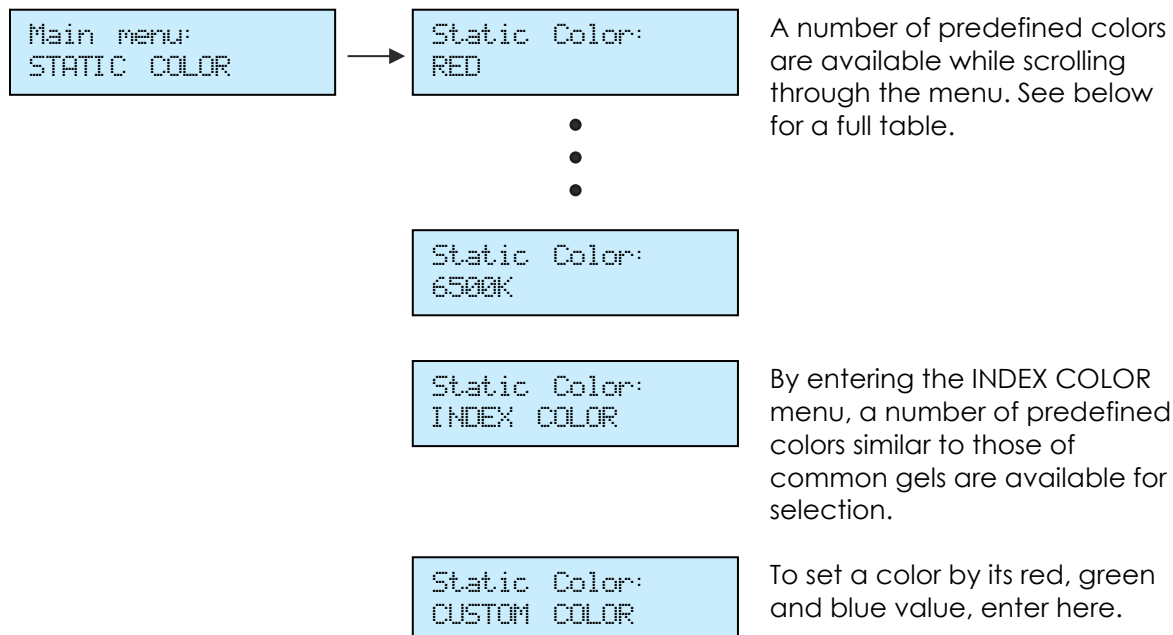 Main menu:
STATIC COLOR
Static Color:
RED
A number of predefined colors
are available while scrolling
through the menu. See below
for a full table.
Static Color:
6500K
Static Color:
INDEX COLOR
By entering the INDEX COLOR
menu, a number of predefined
colors similar to those of
common gels are available for
selection.
Static Color:
CUSTOM COLOR
To set a color by its red, green
and blue value, enter here.